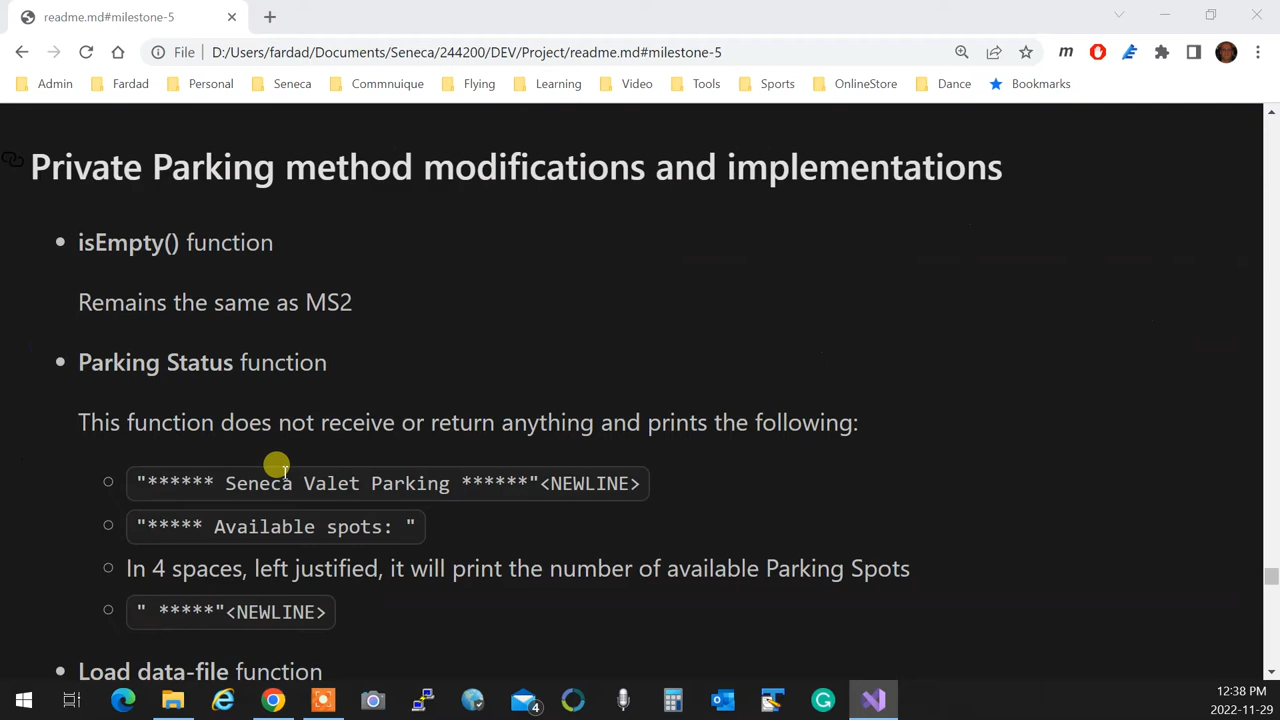 readme.md#milestone-5
File D:/Users/fardad/Documents/Seneca/244200/DEV/Project/readme.md#milestone-5
Admin Fardad Personal Seneca Commnuique Flying Learning Video Tools Sports OnlineStore Dance Bookmarks
Private Parking method modifications and implementations
isEmpty() function
Remains the same as MS2
Parking Status function
This function does not receive or return anything and prints the following:
"****** Seneca Valet Parking ******"<NEWLINE>
"***** Available spots: "
In 4 spaces, left justified, it will print the number of available Parking Spots
" *****"<NEWLINE>
Load data-file function
4
12:38 PM
2022-11-29